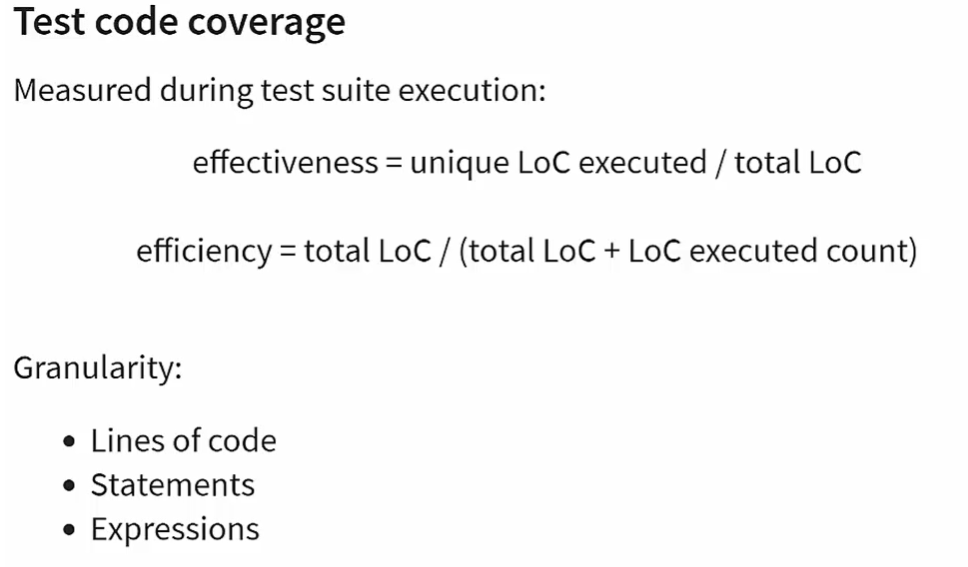 Test code coverage
Measured during test suite execution:
effectiveness = unique LoC executed / total LoC
efficiency = total LoC / (total LoC + LoC executed count)
Granularity:
• Lines of code
• Statements
• Expressions